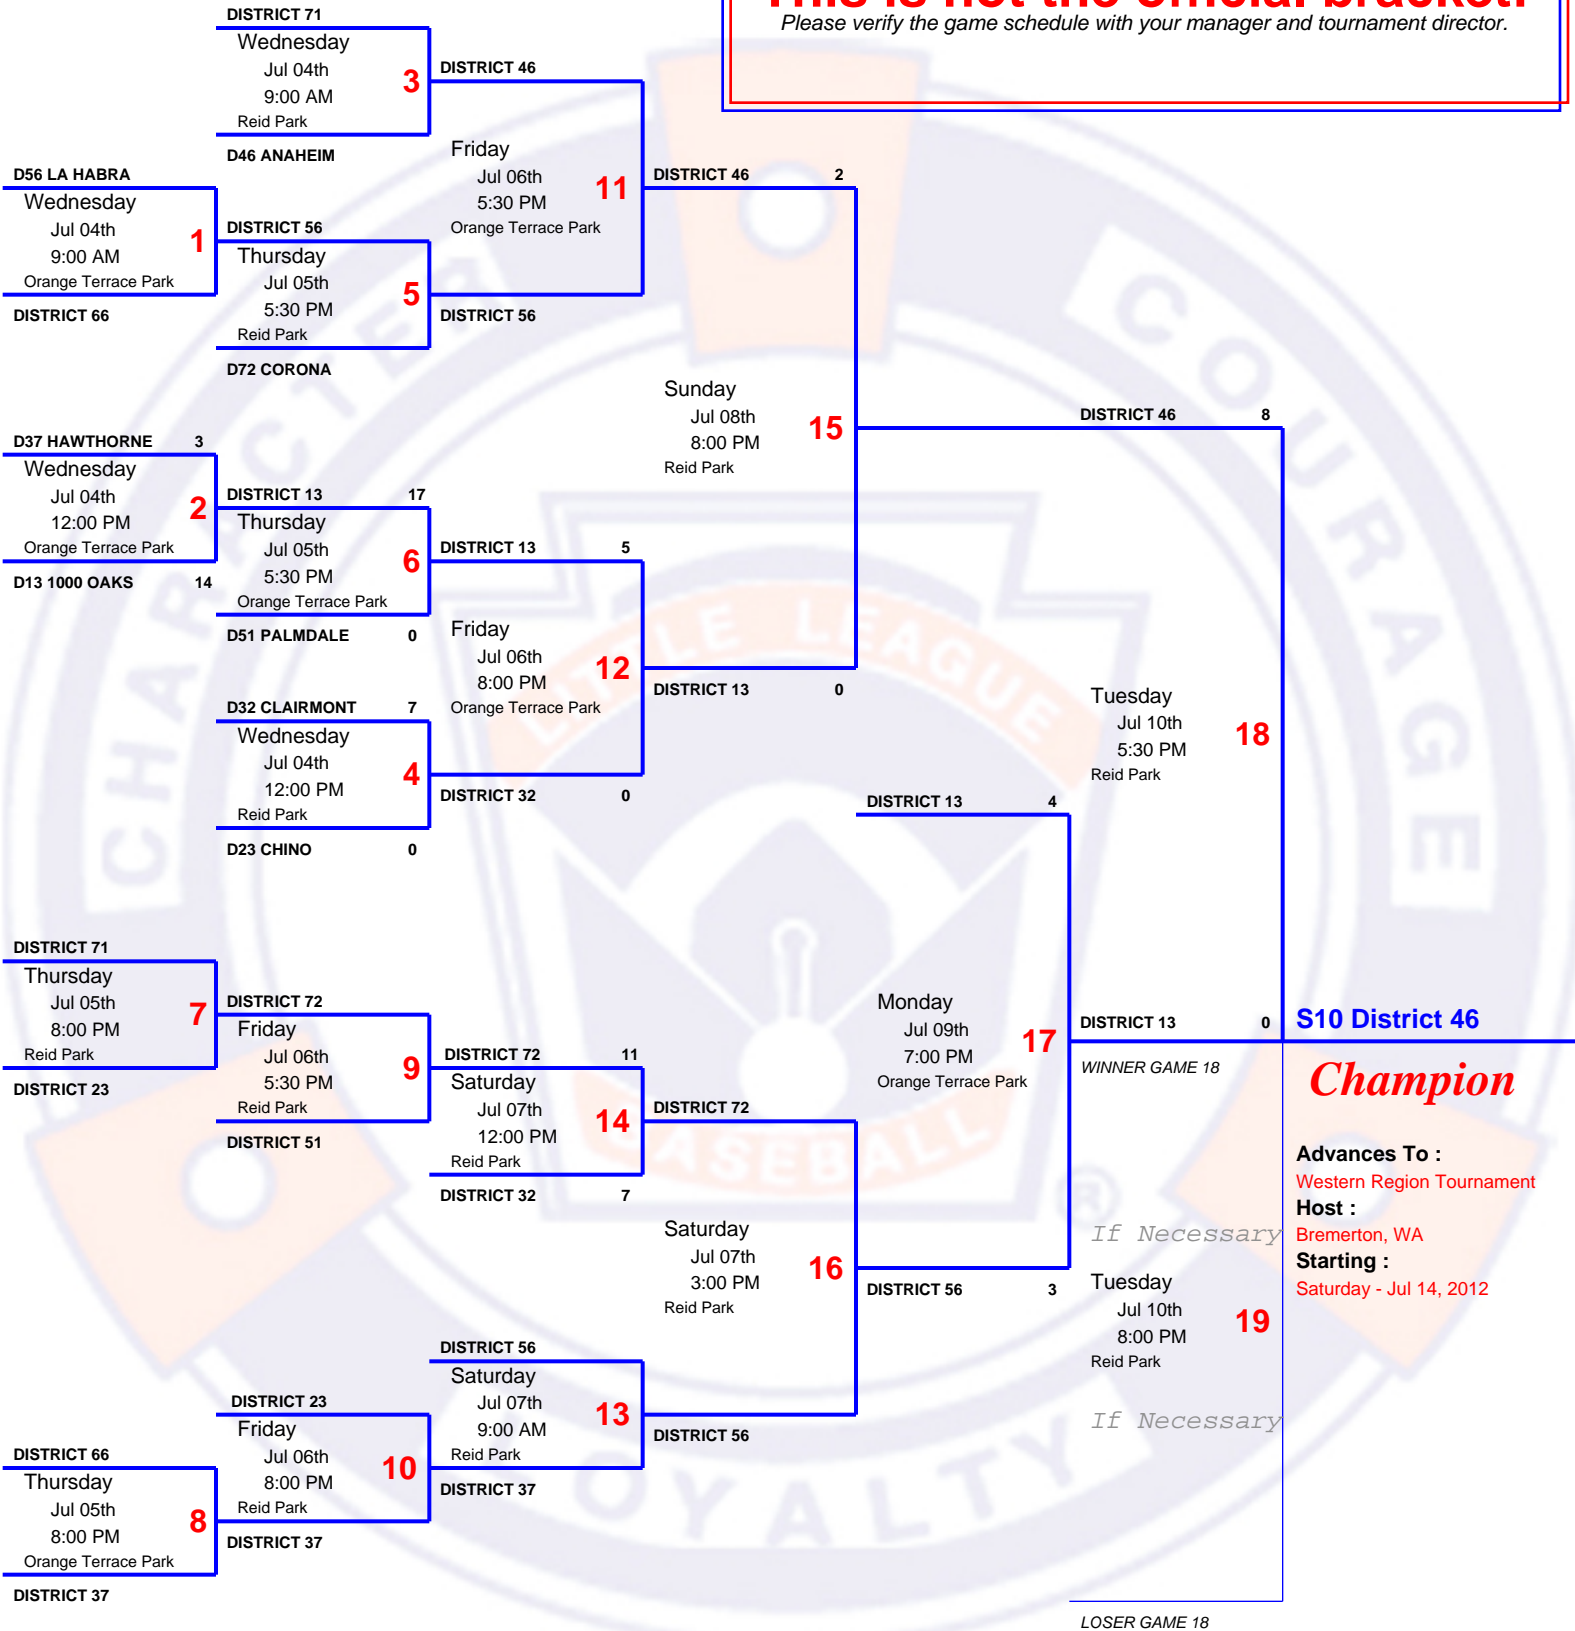 This is not the official bracket!
Please verify the game schedule with your manager and tournament director.
DISTRICT 71
Wednesday
Jul 04th
9:00 AM
Reid Park
3
D46 ANAHEIM
DISTRICT 46
D56 LA HABRA
Wednesday
Jul 04th
9:00 AM
Orange Terrace Park
1
DISTRICT 66
DISTRICT 56
Thursday
Jul 05th
5:30 PM
Reid Park
5
D72 CORONA
DISTRICT 56
Friday
Jul 06th
5:30 PM
Orange Terrace Park
11
DISTRICT 46 2
D37 HAWTHORNE 3
Wednesday
Jul 04th
12:00 PM
Orange Terrace Park
2
D13 1000 OAKS 14
DISTRICT 13 17
Thursday
Jul 05th
5:30 PM
Orange Terrace Park
6
D51 PALMDALE 0
DISTRICT 13 5
Friday
Jul 06th
8:00 PM
Orange Terrace Park
12
D32 CLAIRMONT 7
Wednesday
Jul 04th
12:00 PM
Reid Park
4
D23 CHINO 0
DISTRICT 32 0
DISTRICT 13 0
Sunday
Jul 08th
8:00 PM
Reid Park
15
DISTRICT 46 8
Tuesday
Jul 10th
5:30 PM
Reid Park
18
DISTRICT 71
Thursday
Jul 05th
8:00 PM
Reid Park
7
DISTRICT 23
DISTRICT 72
Friday
Jul 06th
5:30 PM
Reid Park
9
DISTRICT 51
DISTRICT 72 11
Saturday
Jul 07th
12:00 PM
Reid Park
14
DISTRICT 32 7
DISTRICT 72
Saturday
Jul 07th
3:00 PM
Reid Park
16
DISTRICT 66
Thursday
Jul 05th
8:00 PM
Orange Terrace Park
8
DISTRICT 37
DISTRICT 23
Friday
Jul 06th
8:00 PM
Reid Park
10
DISTRICT 37
DISTRICT 56
Saturday
Jul 07th
9:00 AM
Reid Park
13
DISTRICT 37
DISTRICT 56
DISTRICT 13 4
Monday
Jul 09th
7:00 PM
Orange Terrace Park
17
DISTRICT 56 3
DISTRICT 13 0
WINNER GAME 18
If Necessary
Tuesday
Jul 10th
8:00 PM
Reid Park
19
If Necessary
LOSER GAME 18
S10 District 46
Champion
Advances To :
Western Region Tournament
Host :
Bremerton, WA
Starting :
Saturday - Jul 14, 2012
CHARACTER
COURAGE
LOYALTY
LITTLE LEAGUE
BASEBALL
®